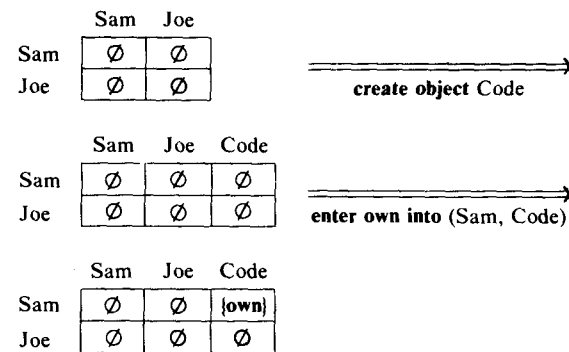 Sam Joe
Sam ∅ ∅
Joe ∅ ∅
create object Code
Sam Joe Code
Sam ∅ ∅ ∅
Joe ∅ ∅ ∅
enter own into (Sam, Code)
Sam Joe Code
Sam ∅ ∅ {own}
Joe ∅ ∅ ∅